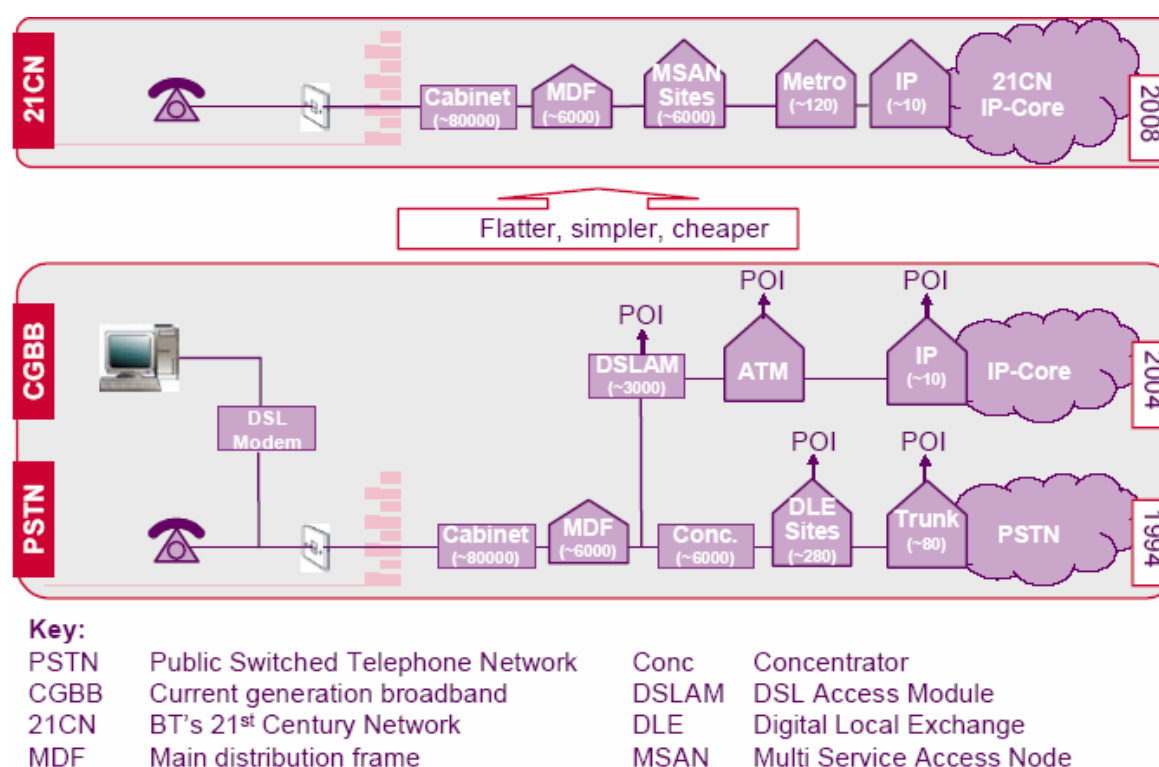 21CN
Cabinet
(~80000)
MDF
(~6000)
MSAN
Sites
(~6000)
Metro
(~120)
IP
(~10)
21CN
IP-Core
2008
Flatter, simpler, cheaper
CGBB
DSL
Modem
POI
DSLAM
(~3000)
POI
ATM
POI
IP
(~10)
IP-Core
2004
PSTN
Cabinet
(~80000)
MDF
(~6000)
Conc.
(~6000)
POI
DLE
Sites
(~280)
POI
Trunk
(~80)
PSTN
1994
Key:
PSTN Public Switched Telephone Network
CGBB Current generation broadband
21CN BT's 21st Century Network
MDF Main distribution frame
Conc Concentrator
DSLAM DSL Access Module
DLE Digital Local Exchange
MSAN Multi Service Access Node